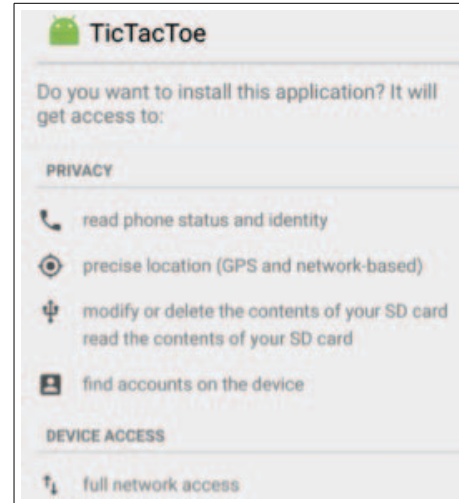 TicTacToe
Do you want to install this application? It will
get access to:
PRIVACY
read phone status and identity
precise location (GPS and network-based)
modify or delete the contents of your SD card
read the contents of your SD card
find accounts on the device
DEVICE ACCESS
full network access